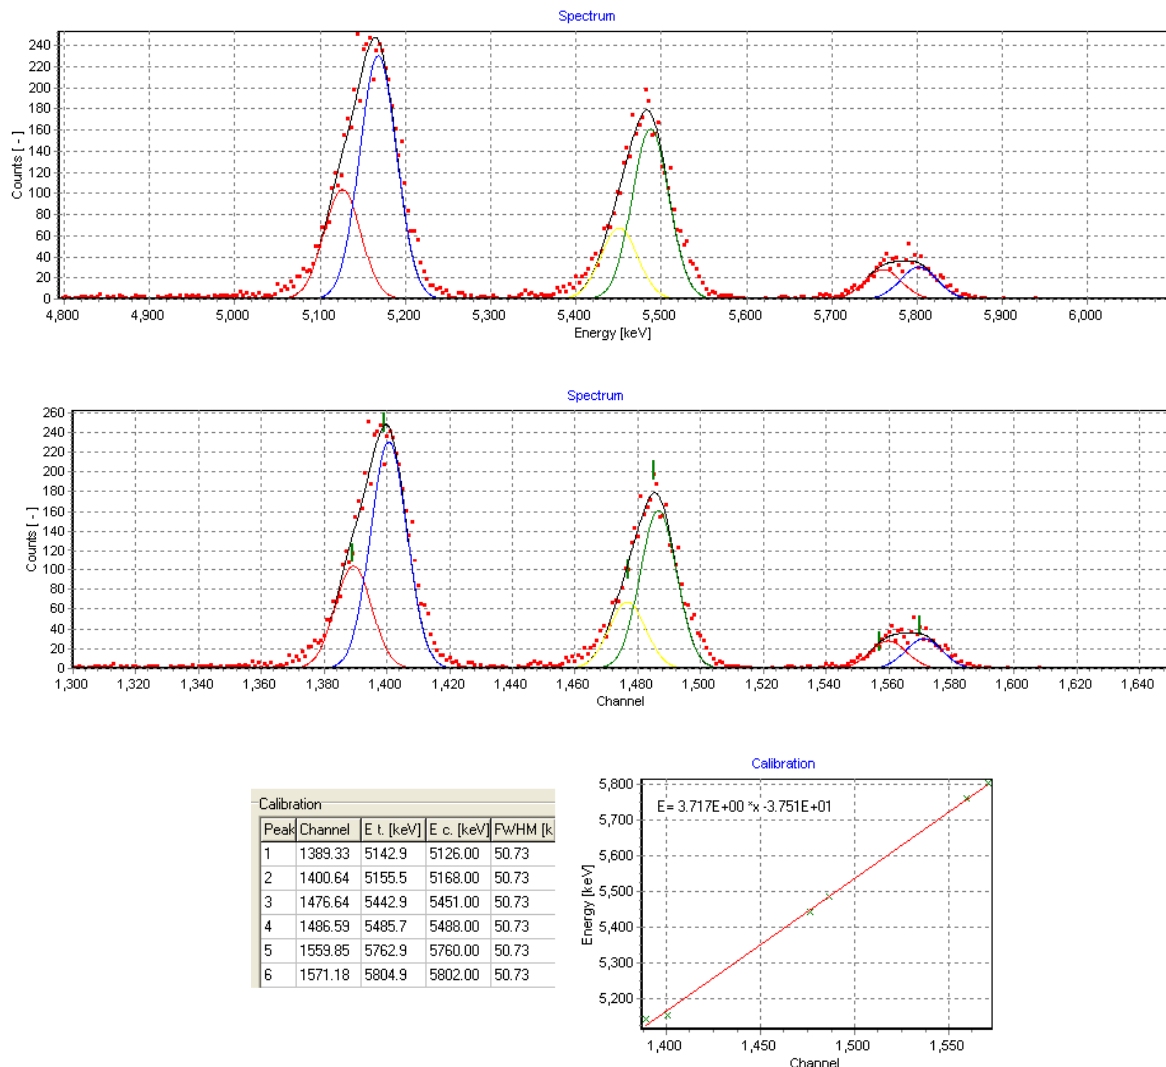 Spectrum
240
220
200
180
160
140
120
100
80
60
40
20
0
Counts [ - ]
4,800 4,900 5,000 5,100 5,200 5,300 5,400 5,500 5,600 5,700 5,800 5,900 6,000
Energy [keV]
Spectrum
260
240
220
200
180
160
140
120
100
80
60
40
20
0
Counts [ - ]
1,300 1,320 1,340 1,360 1,380 1,400 1,420 1,440 1,460 1,480 1,500 1,520 1,540 1,560 1,580 1,600 1,620 1,640
Channel
Calibration
Peak Channel E t. [keV] E c. [keV] FWHM [k
1 1389.33 5142.9 5126.00 50.73
2 1400.64 5155.5 5168.00 50.73
3 1476.64 5442.9 5451.00 50.73
4 1486.59 5485.7 5488.00 50.73
5 1559.85 5762.9 5760.00 50.73
6 1571.18 5804.9 5802.00 50.73
Calibration
E= 3.717E+00 *x -3.751E+01
5,800
5,700
5,600
5,500
5,400
5,300
5,200
Energy [keV]
1,400 1,450 1,500 1,550
Channel